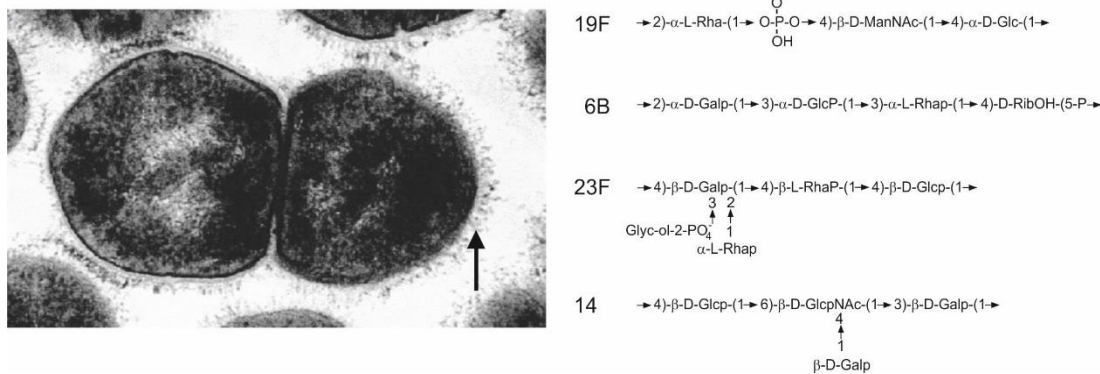 O
19F →2)-α-L-Rha-(1→ O-P-O→4)-β-D-ManNAc-(1→4)-α-D-Glc-(1→
OH
6B →2)-α-D-Galp-(1→3)-α-D-GlcP-(1→3)-α-L-Rhap-(1→4)-D-RibOH-(5-P→
23F →4)-β-D-Galp-(1→4)-β-L-RhaP-(1→4)-β-D-Glcp-(1→
3 2
Glyc-ol-2-PO4 1
α-L-Rhap
14 →4)-β-D-Glcp-(1→6)-β-D-GlcpNAc-(1→3)-β-D-Galp-(1→
4
1
β-D-Galp